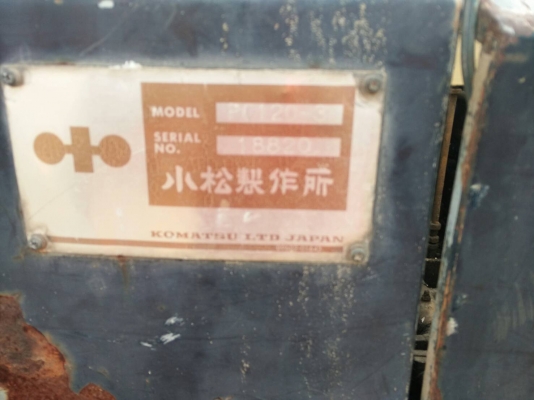 MODEL
SERIAL NO. 18820
小松製作所
KOMATSU LTD JAPAN